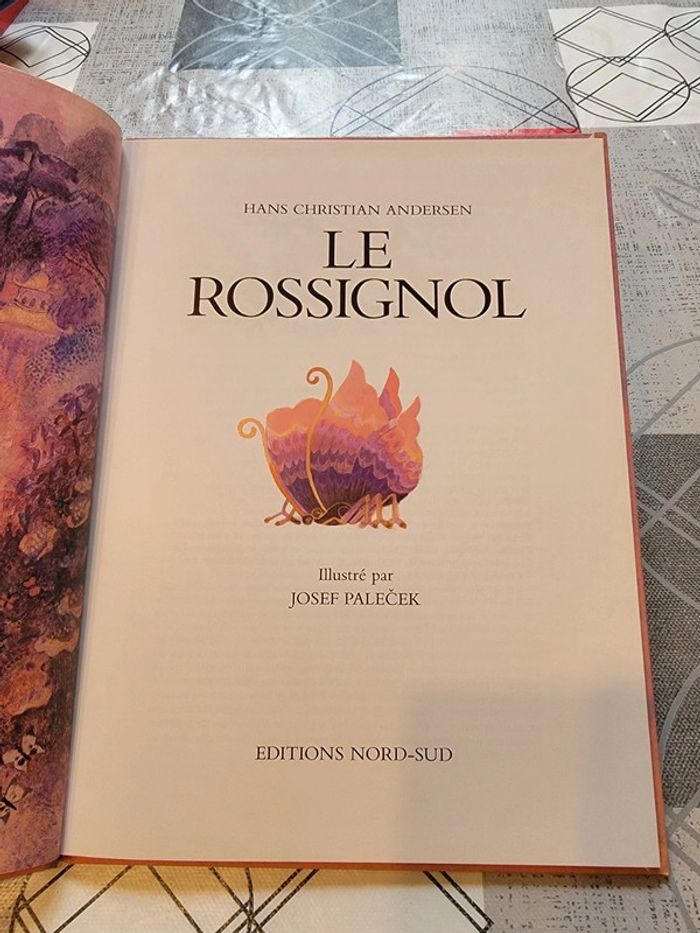 HANS CHRISTIAN ANDERSEN
LE
ROSSIGNOL
Illustré par
JOSEF PALEČEK
EDITIONS NORD-SUD